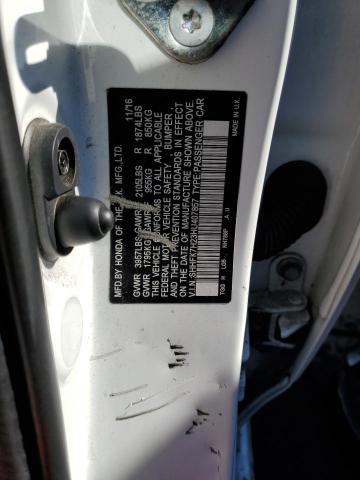 MFD.BY HONDA OF THE U.K. MFG.,LTD. 11/16
GVWR 3957LBS GAWR F 2105LBS R 1874LBS
GVWR 1795KG GAWR F 955KG R 850KG
THIS VEHICLE CONFORMS TO ALL APPLICABLE
FEDERAL MOTOR VEHICLE SAFETY , BUMPER ,
AND THEFT PREVENTION STANDARDS IN EFFECT
ON THE DATE OF MANUFACTURE SHOWN ABOVE.
V.I.N. TYPE:PASSENGER CAR
TGG MADE IN U.K.